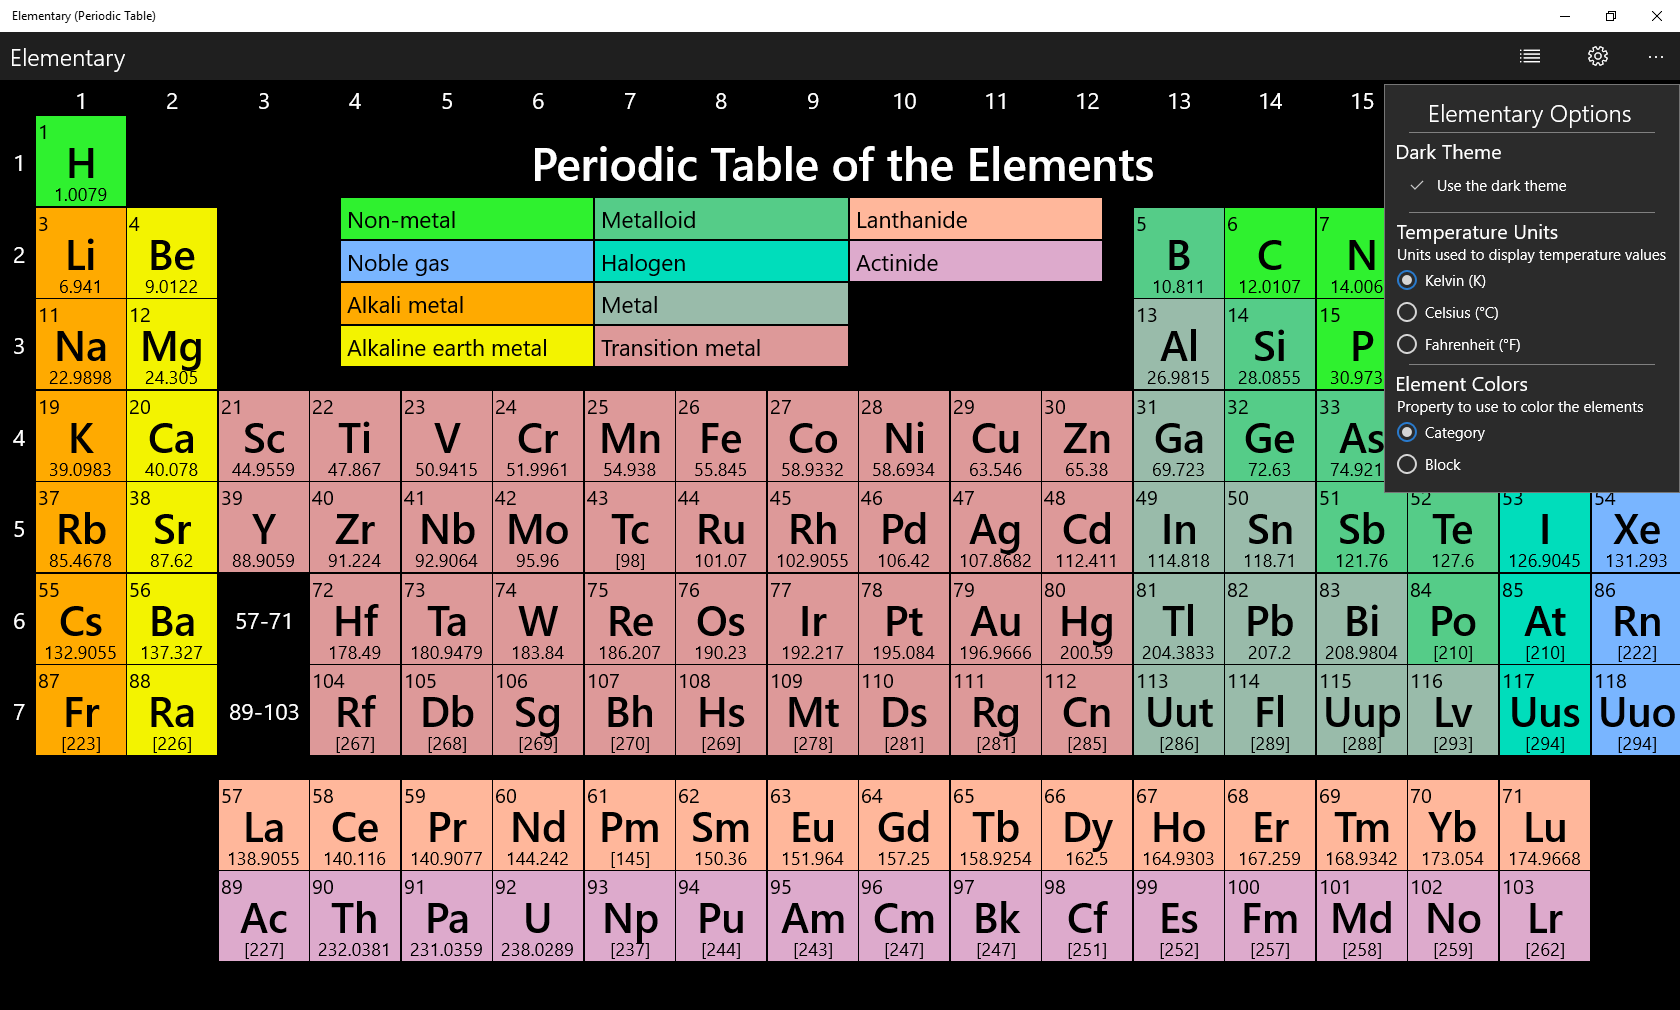 Elementary (Periodic Table)
Elementary
1 2 3 4 5 6 7 8 9 10 11 12 13 14 15
Elementary Options
Dark Theme
Use the dark theme
Temperature Units
Units used to display temperature values
Kelvin (K)
Celsius (°C)
Fahrenheit (°F)
Element Colors
Property to use to color the elements
Category
Block
Periodic Table of the Elements
Non-metal Metalloid Lanthanide
Noble gas Halogen Actinide
Alkali metal Metal
Alkaline earth metal Transition metal
1
1
H
1.0079
2
3 4 5 6 7
Li Be B C N
6.941 9.0122 10.811 12.0107 14.006
3
11 12 13 14 15
Na Mg Al Si P
22.9898 24.305 26.9815 28.0855 30.973
4
19 20 21 22 23 24 25 26 27 28 29 30 31 32 33
K Ca Sc Ti V Cr Mn Fe Co Ni Cu Zn Ga Ge As
39.0983 40.078 44.9559 47.867 50.9415 51.9961 54.938 55.845 58.9332 58.6934 63.546 65.38 69.723 72.63 74.921
5
37 38 39 40 41 42 43 44 45 46 47 48 49 50 51 52 53 54
Rb Sr Y Zr Nb Mo Tc Ru Rh Pd Ag Cd In Sn Sb Te I Xe
85.4678 87.62 88.9059 91.224 92.9064 95.96 [98] 101.07 102.9055 106.42 107.8682 112.411 114.818 118.71 121.76 127.6 126.9045 131.293
6
55 56 72 73 74 75 76 77 78 79 80 81 82 83 84 85 86
Cs Ba 57-71 Hf Ta W Re Os Ir Pt Au Hg Tl Pb Bi Po At Rn
132.9055 137.327 178.49 180.9479 183.84 186.207 190.23 192.217 195.084 196.9666 200.59 204.3833 207.2 208.9804 [210] [210] [222]
7
87 88 104 105 106 107 108 109 110 111 112 113 114 115 116 117 118
Fr Ra 89-103 Rf Db Sg Bh Hs Mt Ds Rg Cn Uut Fl Uup Lv Uus Uuo
[223] [226] [267] [268] [269] [270] [269] [278] [281] [281] [285] [286] [289] [288] [293] [294] [294]
57 58 59 60 61 62 63 64 65 66 67 68 69 70 71
La Ce Pr Nd Pm Sm Eu Gd Tb Dy Ho Er Tm Yb Lu
138.9055 140.116 140.9077 144.242 [145] 150.36 151.964 157.25 158.9254 162.5 164.9303 167.259 168.9342 173.054 174.9668
89 90 91 92 93 94 95 96 97 98 99 100 101 102 103
Ac Th Pa U Np Pu Am Cm Bk Cf Es Fm Md No Lr
[227] 232.0381 231.0359 238.0289 [237] [244] [243] [247] [247] [251] [252] [257] [258] [259] [262]